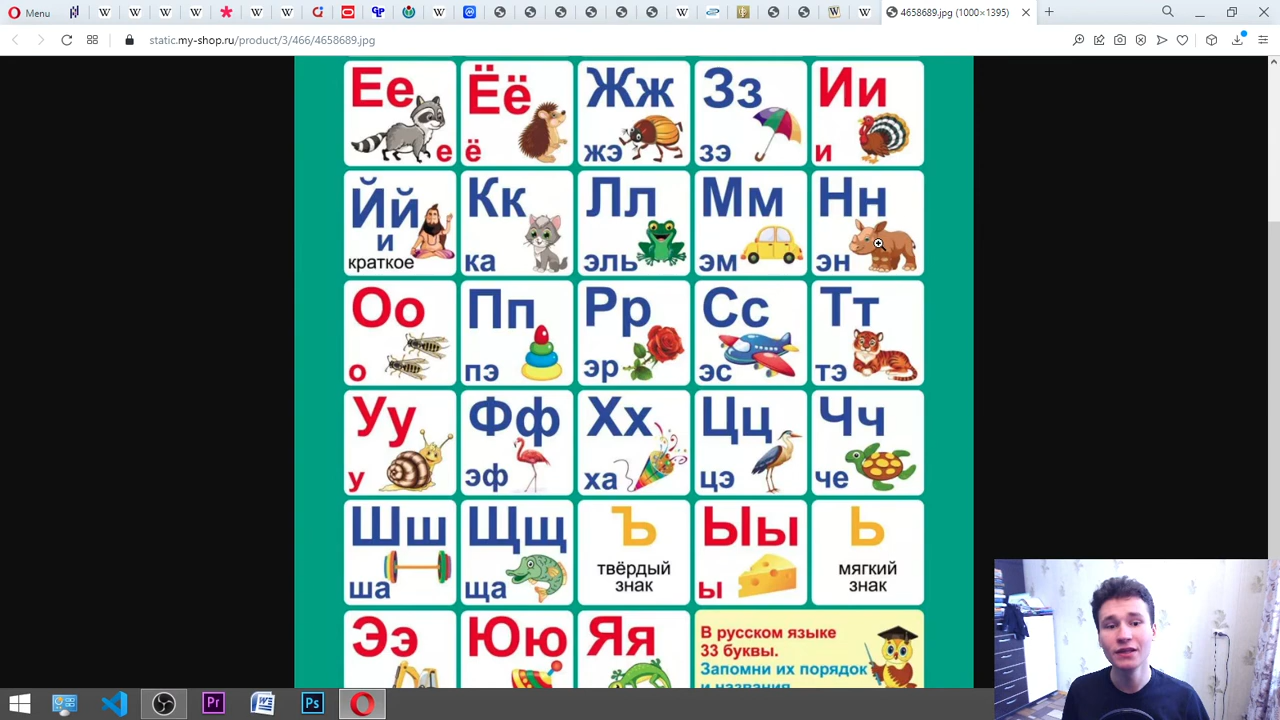 Menu
4658689.jpg (1000×1395)
static.my-shop.ru/product/3/466/4658689.jpg
Ее Ёё Жж Зз Ии
е ё жэ зэ и
Йй Кк Лл Мм Нн
и
краткое ка эль эм эн
Оо Пп Рр Сс Тт
о пэ эр эс тэ
Уу Фф Хх Цц Чч
у эф ха цэ че
Шш Щщ Ъ Ыы Ь
твёрдый мягкий
ша ща знак ы знак
Ээ Юю Яя
В русском языке
33 буквы.
Запомни их порядок
и названия
Pr W Ps